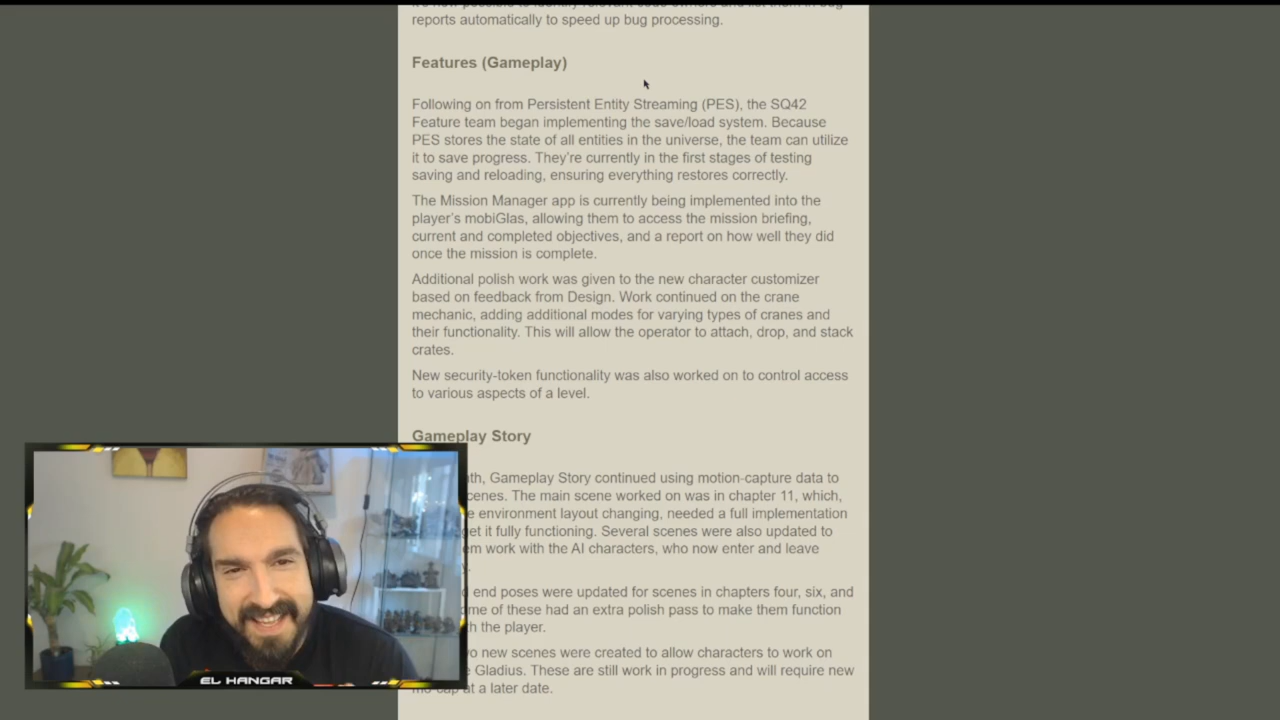 reports automatically to speed up bug processing.
Features (Gameplay)
Following on from Persistent Entity Streaming (PES), the SQ42
Feature team began implementing the save/load system. Because
PES stores the state of all entities in the universe, the team can utilize
it to save progress. They're currently in the first stages of testing
saving and reloading, ensuring everything restores correctly.
The Mission Manager app is currently being implemented into the
player's mobiGlas, allowing them to access the mission briefing,
current and completed objectives, and a report on how well they did
once the mission is complete.
Additional polish work was given to the new character customizer
based on feedback from Design. Work continued on the crane
mechanic, adding additional modes for varying types of cranes and
their functionality. This will allow the operator to attach, drop, and stack
crates.
New security-token functionality was also worked on to control access
to various aspects of a level.
Gameplay Story
Gameplay Story continued using motion-capture data to
The main scene worked on was in chapter 11, which,
environment layout changing, needed a full implementation
get it fully functioning. Several scenes were also updated to
work with the AI characters, who now enter and leave
end poses were updated for scenes in chapters four, six, and
of these had an extra polish pass to make them function
the player.
new scenes were created to allow characters to work on
Gladius. These are still work in progress and will require new
mo-cap at a later date.
EL HANGAR